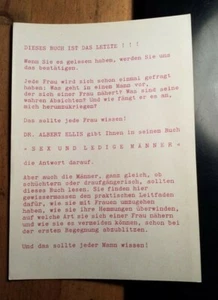 DIESES BUCH IST DAS LETZTE ! ! !
Wenn Sie es gelesen haben, werden Sie uns
das bestätigen.
Jede Frau wird sich schon einmal gefragt
haben: Was geht in einem Mann vor,
der sich einer Frau nähert? Was sind seine
wahren Absichten? Und wie fängt er es an,
mich herumzukriegen?
Das sollte jede Frau wissen!
DR. ALBERT ELLIS gibt Ihnen in seinem Buch
- SEX UND LEDIGE MÄNNER -
die Antwort darauf.
Aber auch die Männer, ganz gleich, ob
schüchtern oder draufgängerisch, sollten
dieses Buch lesen. Sie finden hier
gewissermassen den praktischen Leitfaden
dafür, wie sie mit Frauen umzugehen
haben, wie sie ihre Hemmungen überwinden,
auf welche Art sie sich einer Frau nähern
und wie sie es vermeiden können, schon bei
der ersten Begegnung abzublitzen.
Und das sollte jeder Mann wissen!